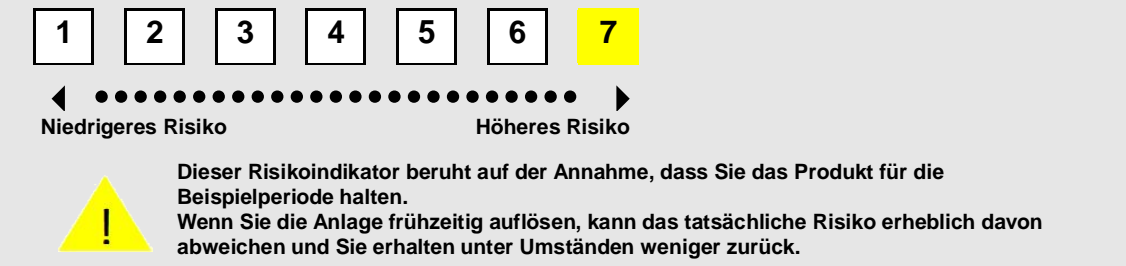 1 2 3 4 5 6 7
Niedrigeres Risiko Höheres Risiko
Dieser Risikoindikator beruht auf der Annahme, dass Sie das Produkt für die
Beispielperiode halten.
Wenn Sie die Anlage frühzeitig auflösen, kann das tatsächliche Risiko erheblich davon
abweichen und Sie erhalten unter Umständen weniger zurück.
!